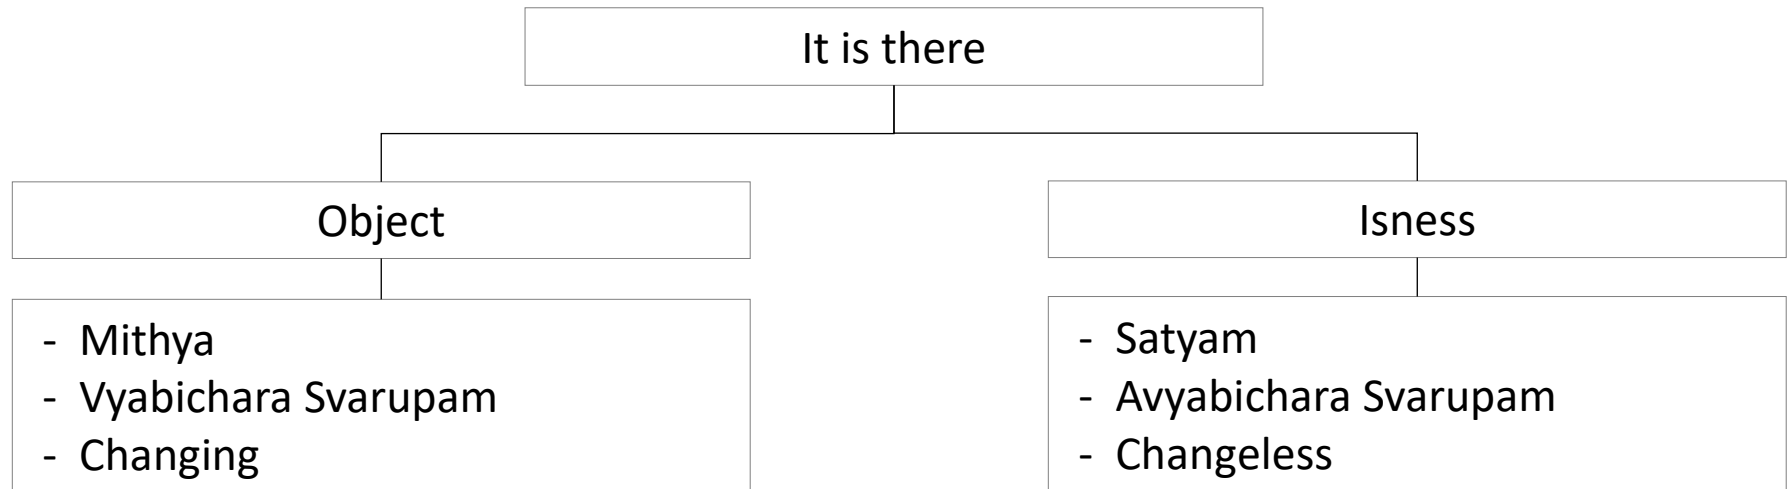 It is there
Object
- Mithya
- Vyabichara Svarupam
- Changing
Isness
- Satyam
- Avyabichara Svarupam
- Changeless